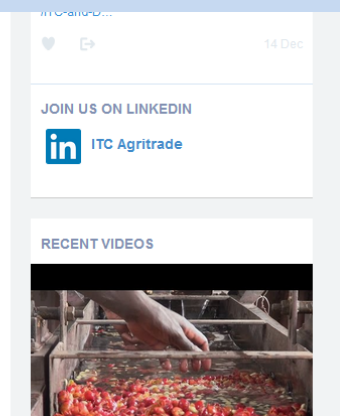 14 Dec
JOIN US ON LINKEDIN
in ITC Agritrade
RECENT VIDEOS